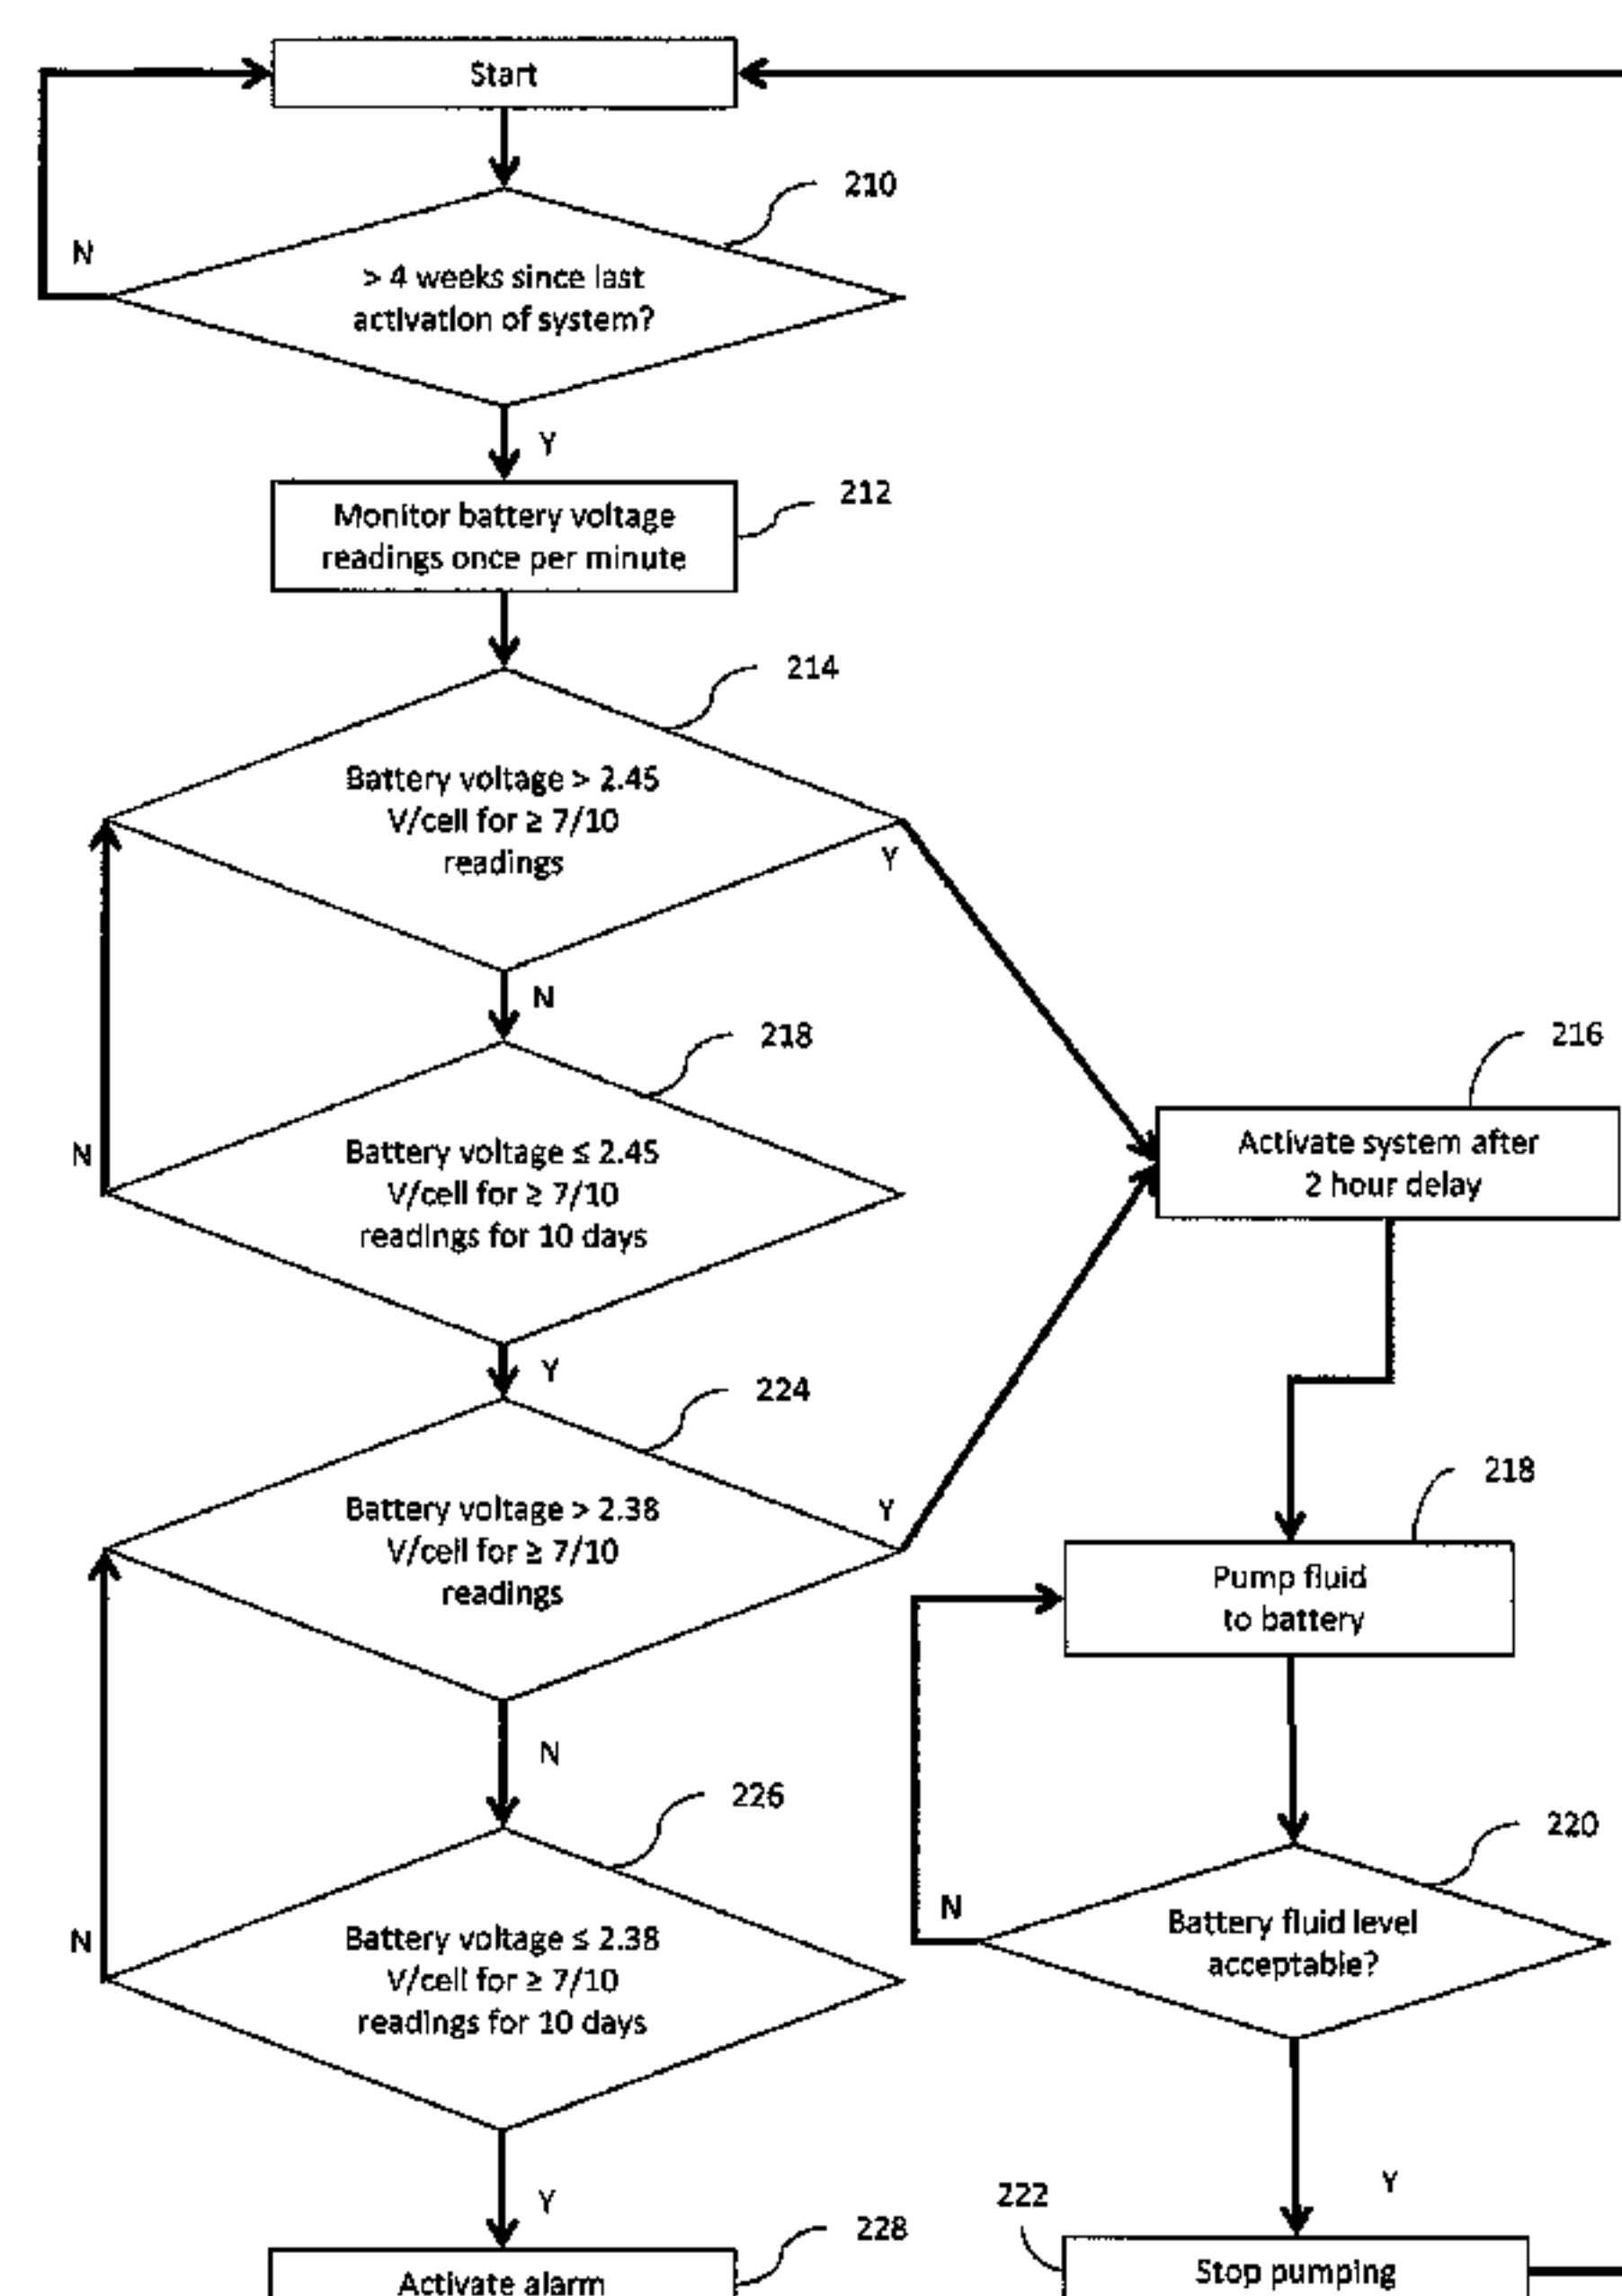 Start
210
N
> 4 weeks since last
activation of system?
Y
212
Monitor battery voltage
readings once per minute
214
Battery voltage > 2.45
V/cell for ≥ 7/10
readings
Y
N
218
Battery voltage ≤ 2.45
V/cell for ≥ 7/10
readings for 10 days
N
Y
216
Activate system after
2 hour delay
224
Battery voltage > 2.38
V/cell for ≥ 7/10
readings
Y
N
218
Pump fluid
to battery
226
Battery voltage ≤ 2.38
V/cell for ≥ 7/10
readings for 10 days
N
Y
220
Battery fluid level
acceptable?
N
Y
228
Activate alarm
222
Stop pumping